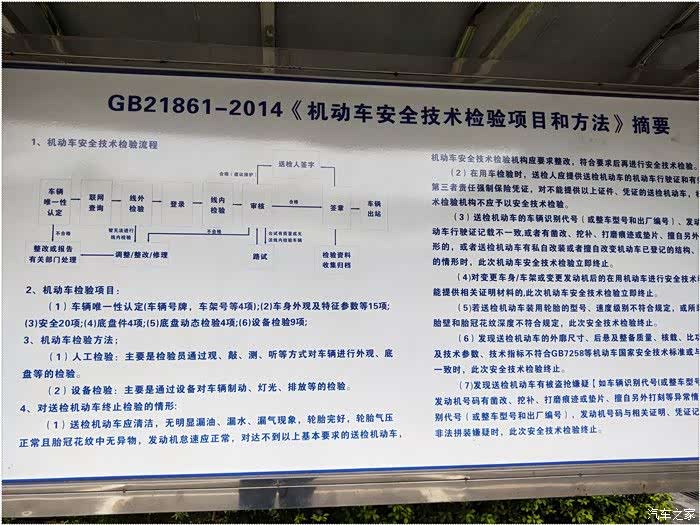 GB21861-2014《机动车安全技术检验项目和方法》摘要
1、机动车安全技术检验流程
送检人签字
合格(建议维护)
车辆唯一性认定
联网查询
线外检验
登录
线内检验
审核
合格
签章
车辆出站
不合格
暂无法进行线内检验
不合格
整改或报告有关部门处理
调整/整改/修理
路试
检验资料收集归档
2、机动车检验项目:
(1)车辆唯一性认定(车辆号牌，车架号等4项);(2)车身外观及特征参数等15项;
(3)安全20项;(4)底盘件4项;(5)底盘动态检验4项;(6)设备检验9项;
3、机动车检验方法；
(1)人工检验：主要是检验员通过观、敲、测、听等方式对车辆进行外观、底
盘等的检验。
(2)设备检验：主要是通过设备对车辆制动、灯光、排放等的检验。
4、对送检机动车终止检验的情形：
(1)送检机动车应清洁，无明显漏油、漏水、漏气现象，轮胎完好，轮胎气压
正常且胎冠花纹中无异物，发动机怠速应正常，对达不到以上基本要求的送检机动车，
机动车安全技术检验机构应要求整改，符合要求后再进行安全技术检验。
(2)在用车检验时，送检人应提供送检机动车的机动车行驶证和有
第三者责任强制保险凭证，对不能提供以上证件、凭证的送检机动车，
术检验机构不应予以安全技术检验。
(3)送检机动车的车辆识别代号（或整车型号和出厂编号）、发动
动车行驶证记载不一致,或者有凿改、挖补、打磨痕迹或垫片、擅自另外
形的，或者送检机动车有私自改装或者擅自改变机动车已登记的结构、
的情形时，此次机动车安全技术检验立即终止。
(4)对变更车身/车架或变更发动机后的在用机动车进行安全技术
能提供相关证明材料的,此次机动车安全技术检验立即终止。
(5)若送检机动车装用轮胎的型号、速度级别不符合规定，或所
胎壁和胎冠花纹深度不符合规定，此次安全技术检验终止。
(6)发现送检机动车的外廓尺寸、后悬及整备质量、核载、比功
及技术参数、技术指标不符合GB7258等机动车国家安全技术标准或与
一致时，此次安全技术检验终止。
(7)发现送检机动车有被盗抢嫌疑【如车辆识别代号(或整车型号
发动机号码有凿改、挖补、打磨痕迹或垫片、擅自另外打刻等异常情
别代号（或整车型号和出厂编号），发动机号码与相关证明、凭证记
非法拼装嫌疑时，此次安全技术检验终止。
汽车之家